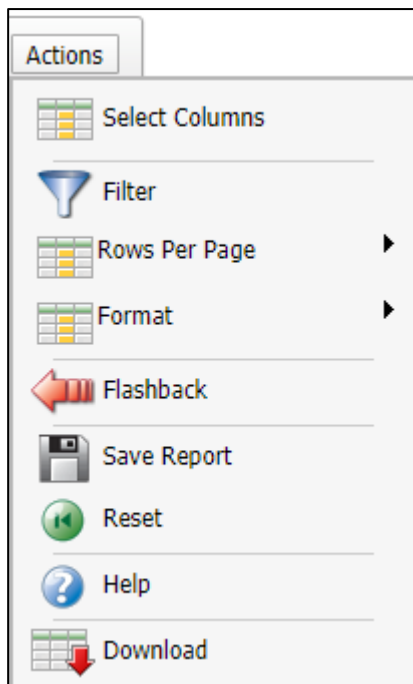 Actions
Select Columns
Filter
Rows Per Page
Format
Flashback
Save Report
Reset
Help
Download